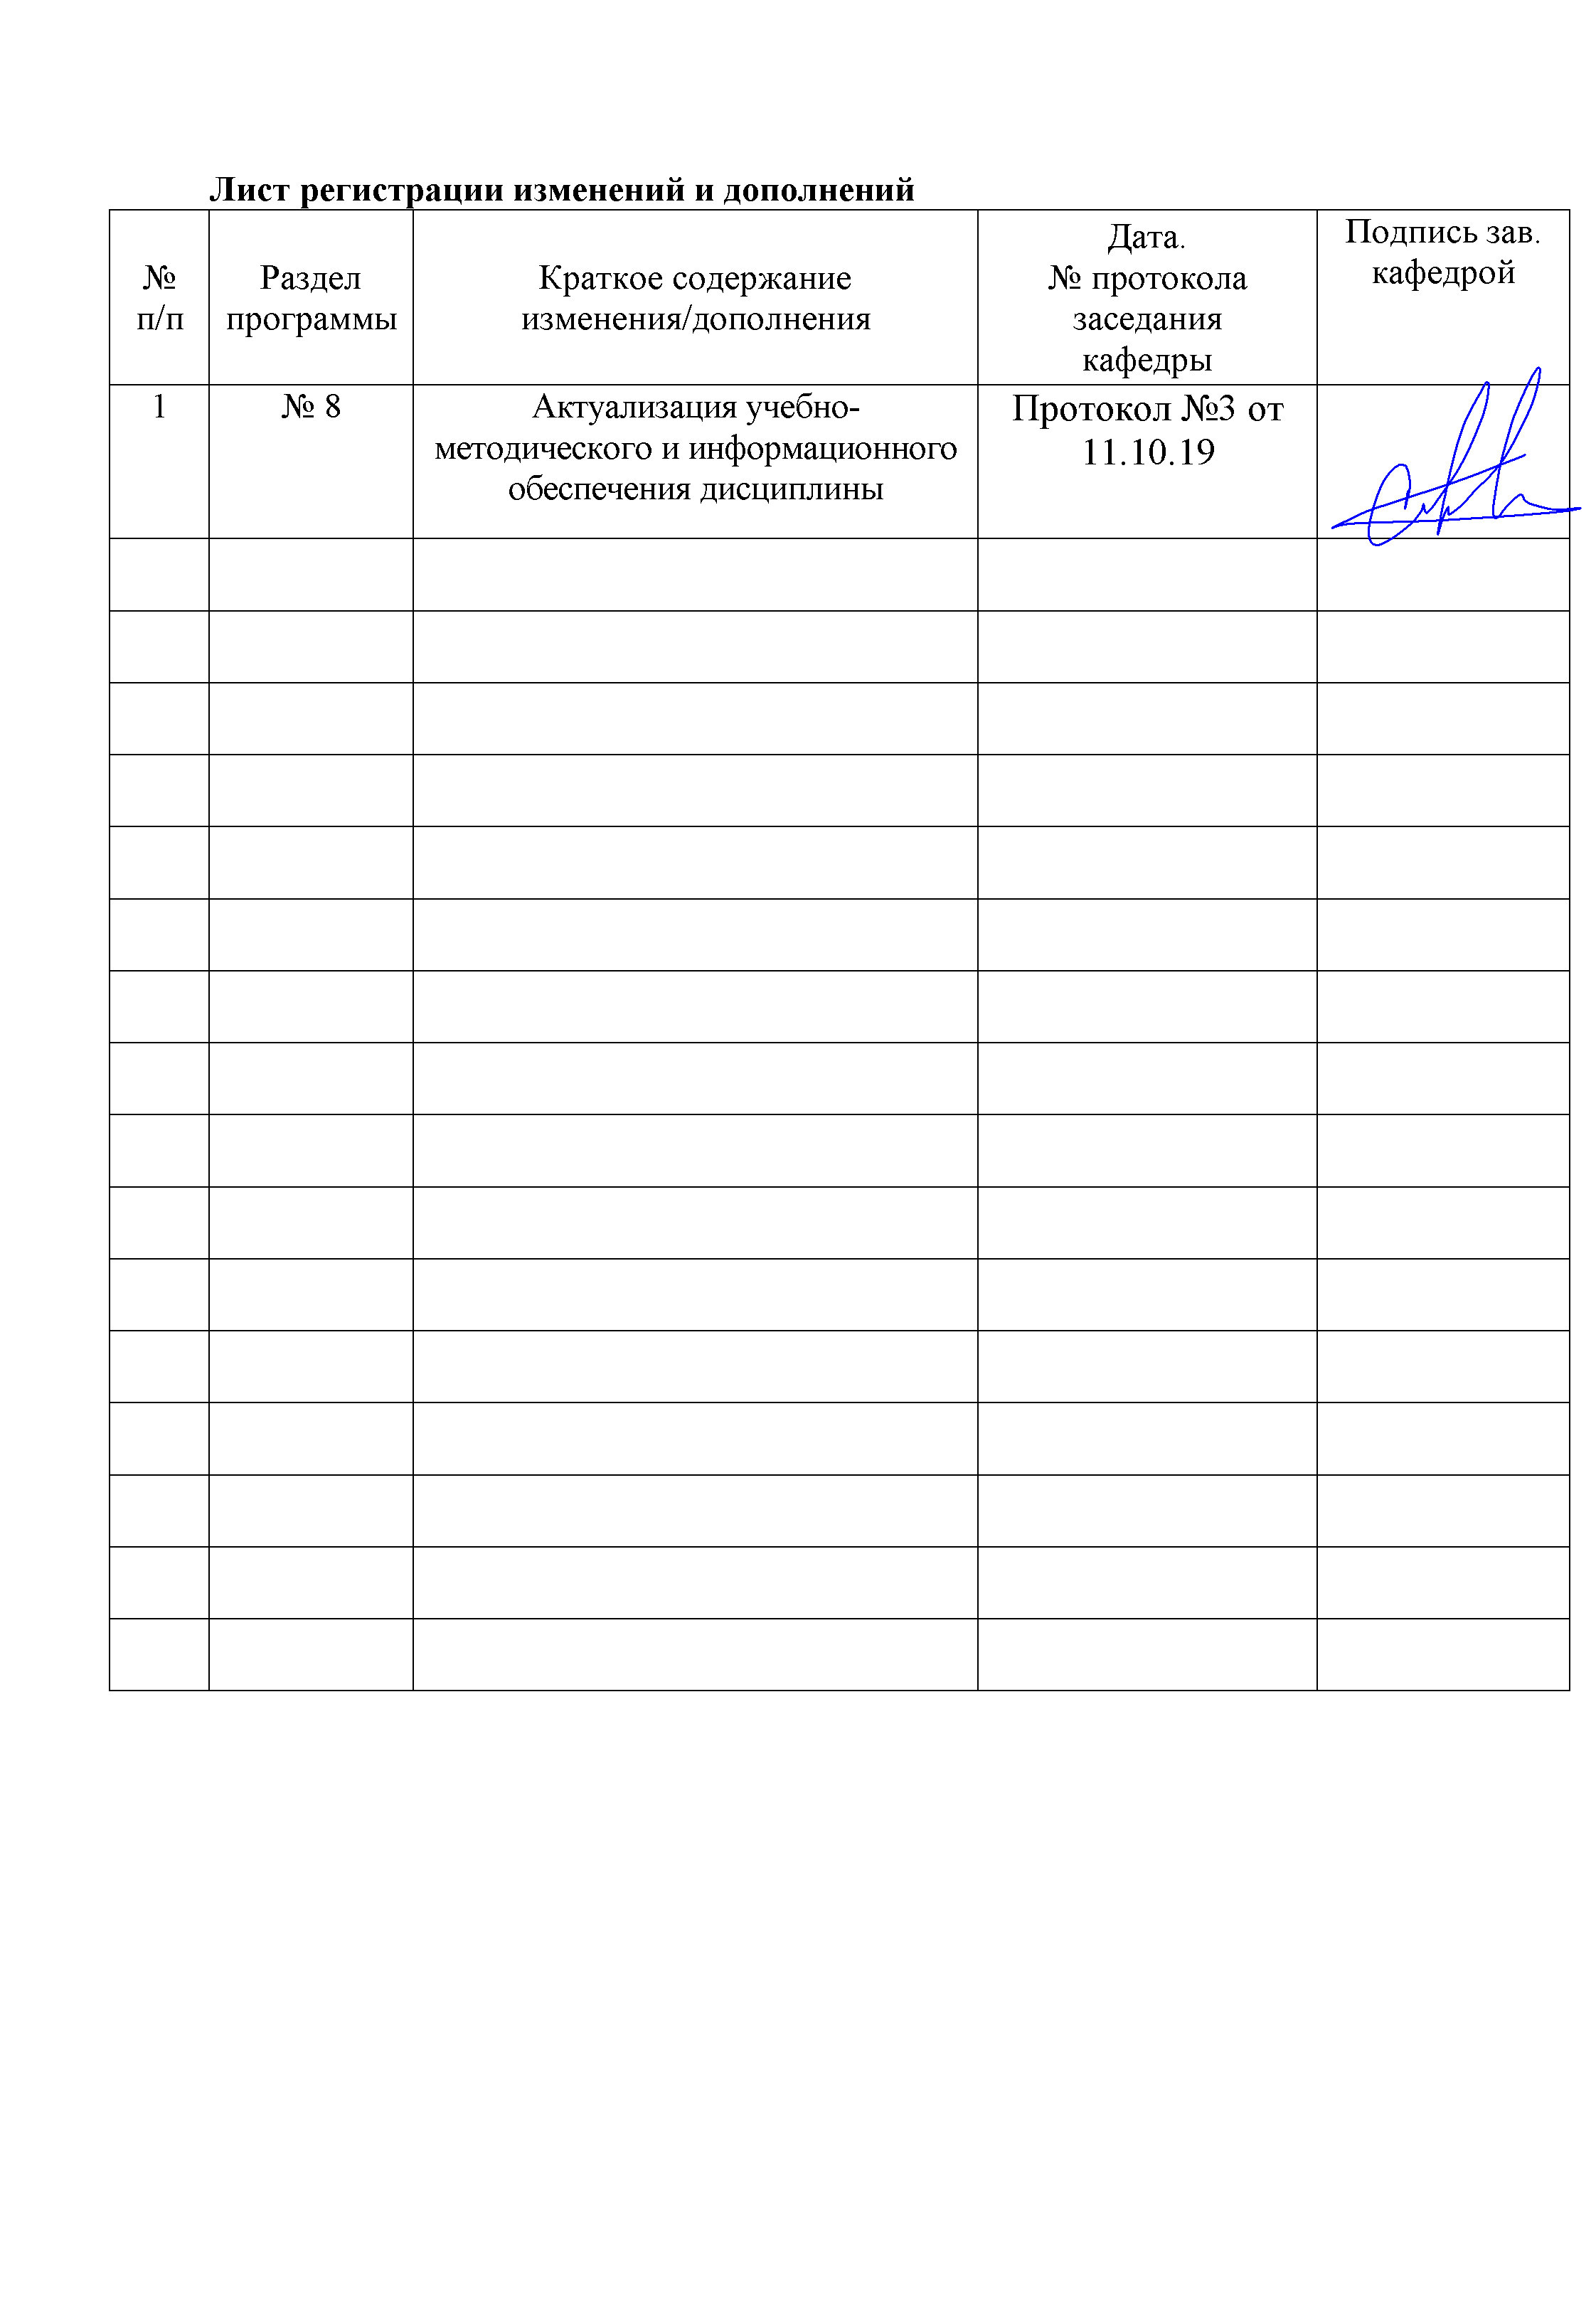 Лист регистрации изменений и дополнений
№
п/п
Раздел
программы
Краткое содержание
изменения/дополнения
Дата.
№ протокола
заседания
кафедры
Подпись зав.
кафедрой
1
№ 8
Актуализация учебно-
методического и информационного
обеспечения дисциплины
Протокол №3 от
11.10.19